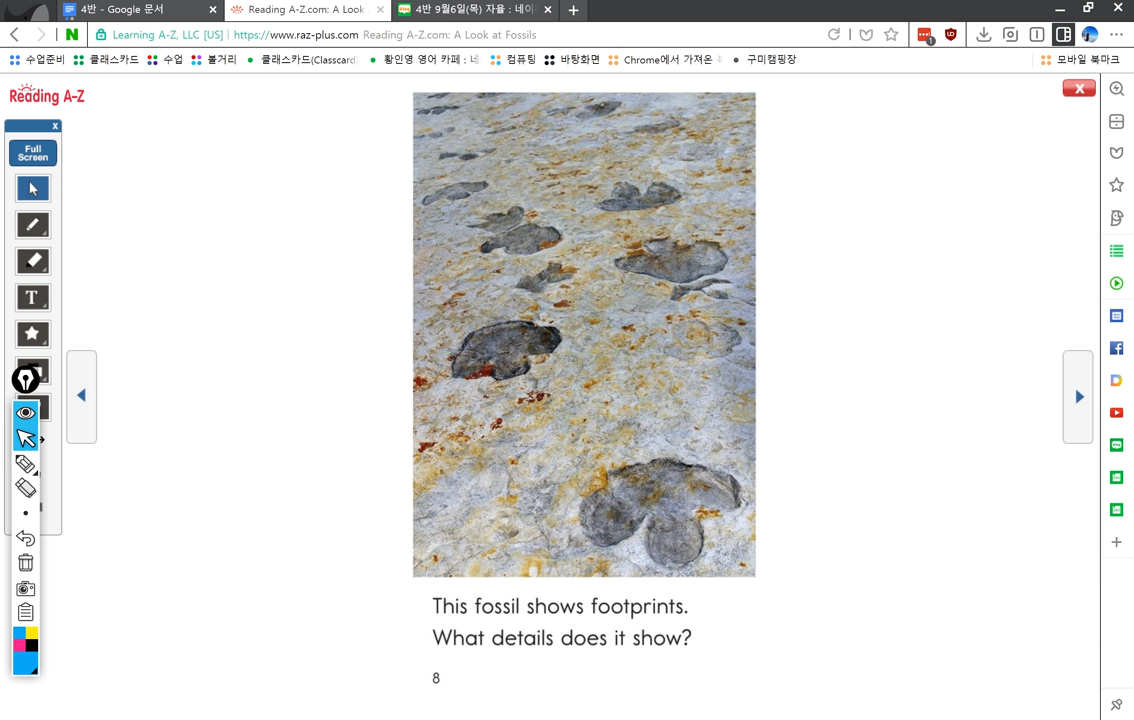 4반 - Google 문서
Reading A-Z.com: A Look
4반 9월6일(목) 자율 : 네이
Learning A-Z, LLC [US] | https://www.raz-plus.com Reading A-Z.com: A Look at Fossils
수업준비 클래스카드 수업 볼거리 클래스카드(Classcard 황인영 영어 카페 : 네 컴퓨팅 바탕화면 Chrome에서 가져온 구미캠핑장 모바일 북마크
Reading A-Z
Full
Screen
T
This fossil shows footprints.
What details does it show?
8